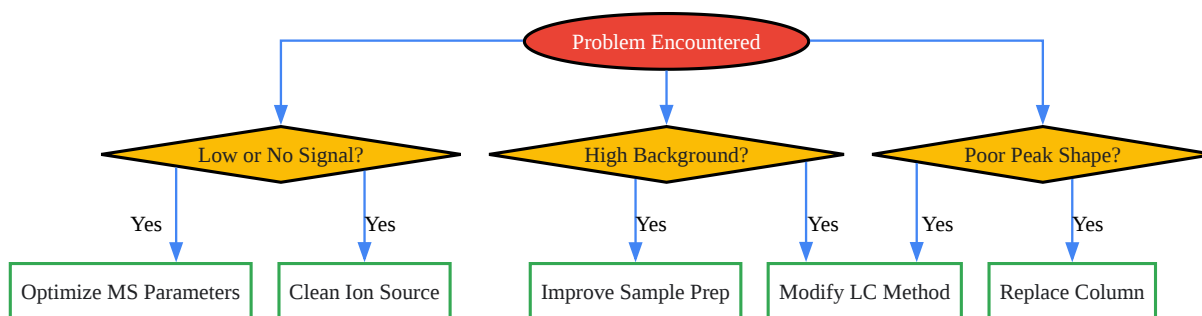 Problem Encountered
Low or No Signal?
High Background?
Poor Peak Shape?
Yes
Yes
Yes
Yes
Yes
Yes
Optimize MS Parameters
Clean Ion Source
Improve Sample Prep
Modify LC Method
Replace Column